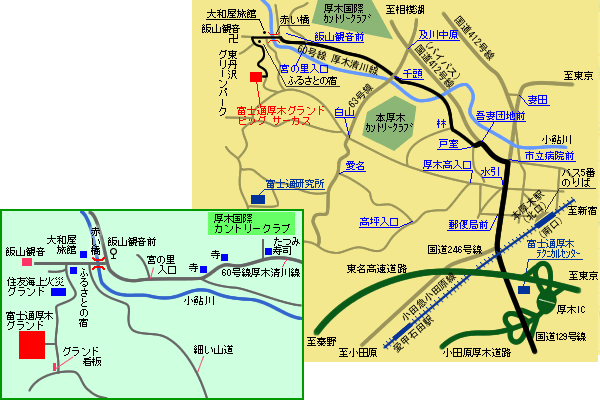 大和屋旅館
赤い橋
厚木国際
カントリークラブ
至相模湖
飯山観音
卍
飯山観音前
及川中原
国道412号線
60号線 厚木清川線
(バイパス)
国道412号線
東丹沢
グリーンパーク
宮の里入口
ふるさとの宿
千頭
至東京
63号線
富士通厚木グランド
ビッグ サーカス
白山
本厚木
カントリークラブ
妻田
吾妻団地前
林
戸室
小鮎川
市立病院前
愛名
厚木高入口
水引
バス5番
のりば
富士通研究所
本厚木駅
(北口)
(南口)
至新宿
高坪入口
郵便局前
国道246号線
富士通厚木
テクニカルセンター
東名高速道路
至東京
小田急小田原線
厚木IC
至秦野
愛甲石田駅
国道129号線
至小田原
小田原厚木道路
厚木国際
カントリークラブ
赤い橋
飯山観音前
大和屋
旅館
飯山観音
宮の里
入口
寺
寺
たつみ
寿司
60号線厚木清川線
住友海上火災
グランド
ふるさとの宿
小鮎川
富士通厚木
グランド
グランド
看板
細い山道